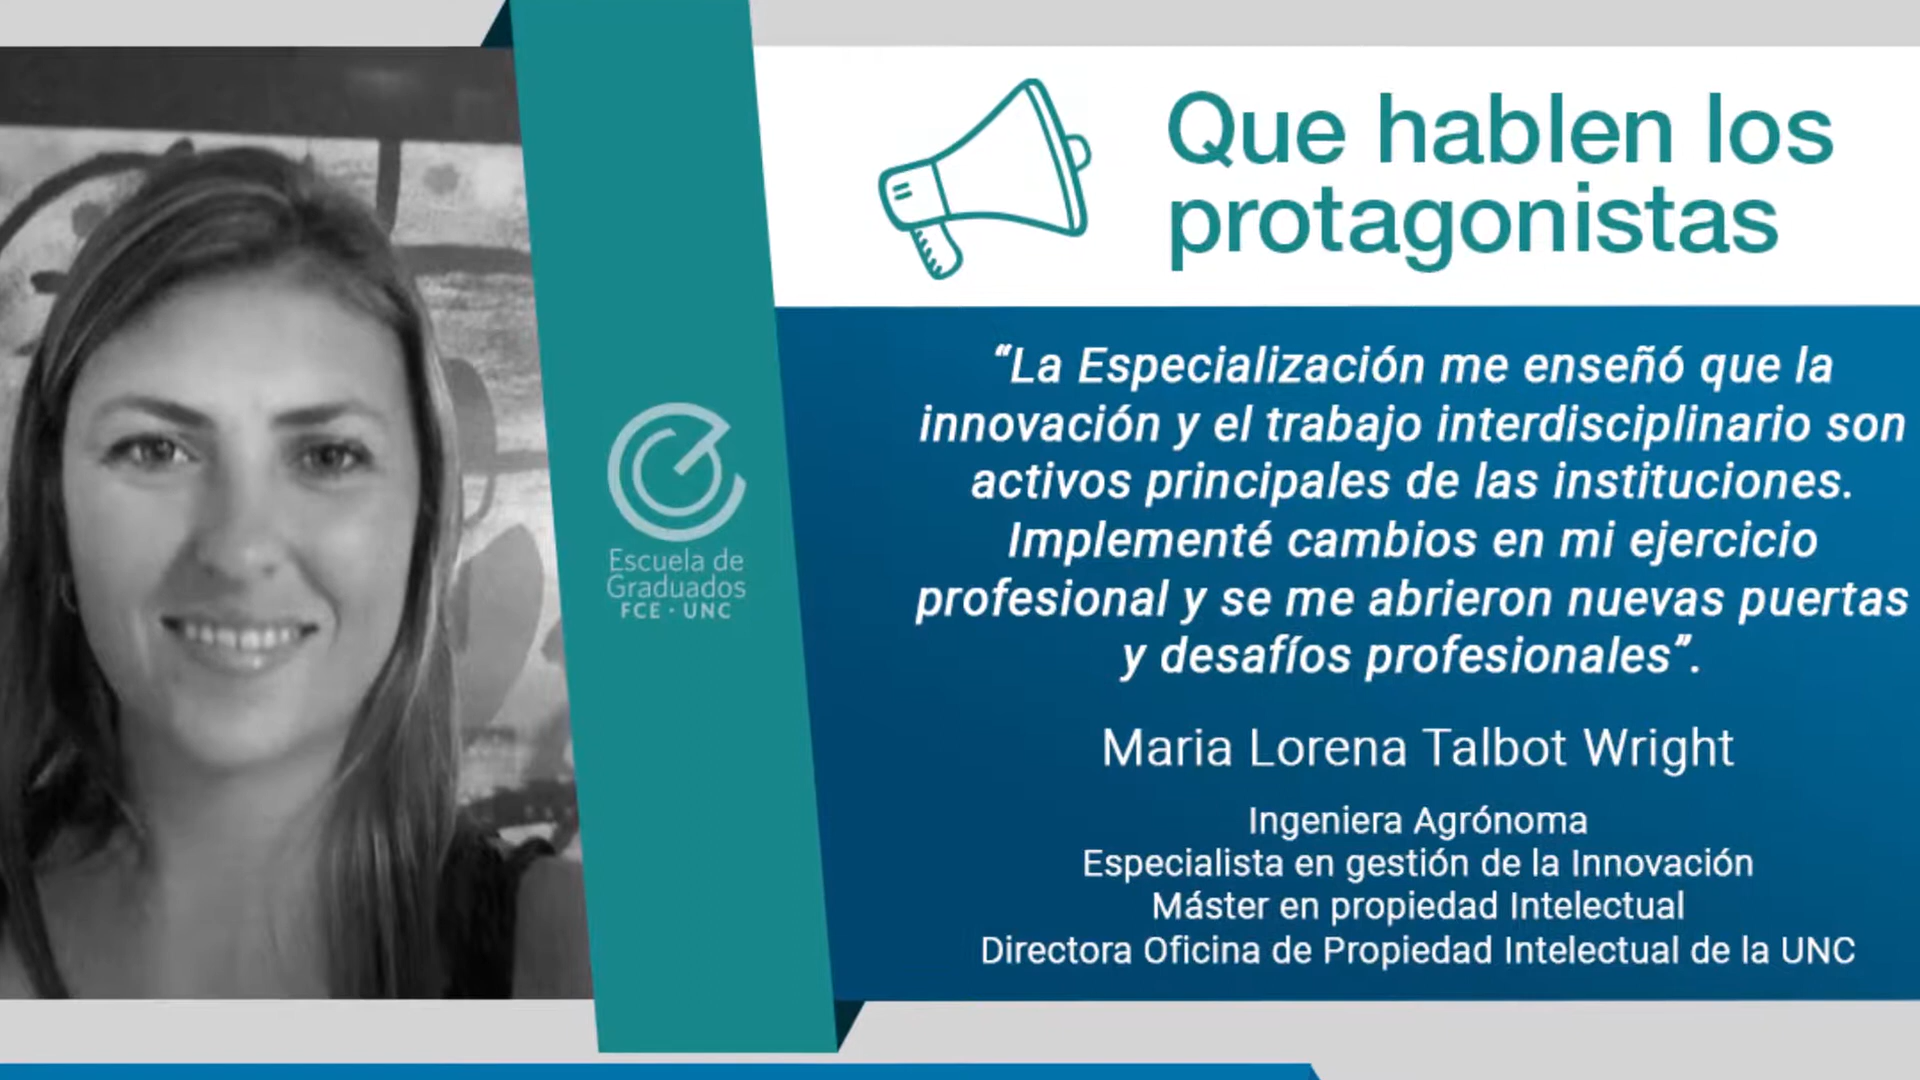 Que hablen los
protagonistas
“La Especialización me enseñó que la
innovación y el trabajo interdisciplinario son
activos principales de las instituciones.
Implementé cambios en mi ejercicio
profesional y se me abrieron nuevas puertas
y desafíos profesionales”.
Maria Lorena Talbot Wright
Ingeniera Agrónoma
Especialista en gestión de la Innovación
Máster en propiedad Intelectual
Directora Oficina de Propiedad Intelectual de la UNC
Escuela de
Graduados
FCE · UNC